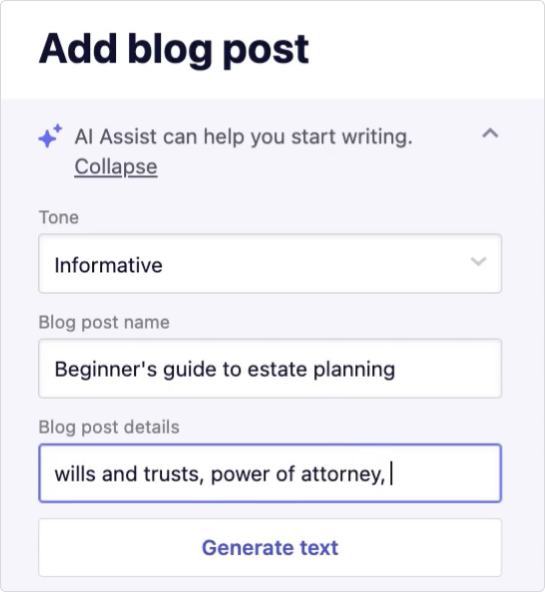 Add blog post
AI Assist can help you start writing.
Collapse
Tone
Informative
Blog post name
Beginner's guide to estate planning
Blog post details
wills and trusts, power of attorney,
Generate text